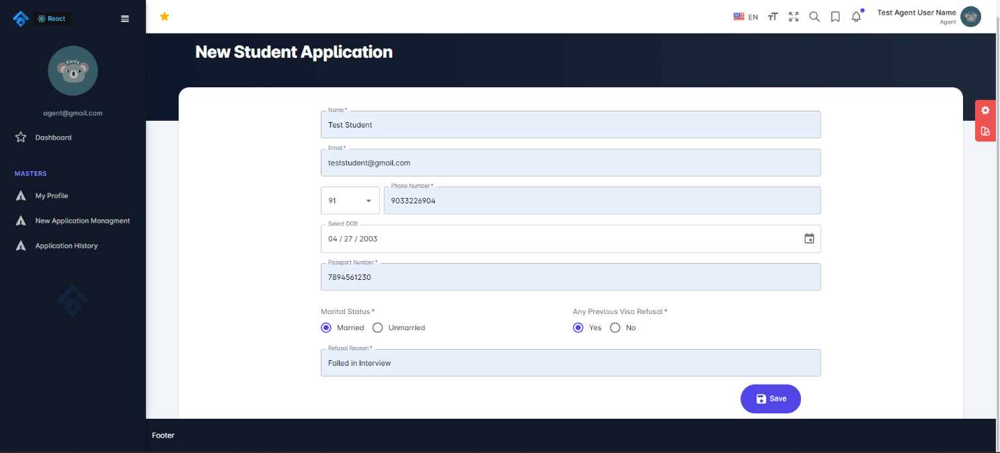 React
EN
Test Agent User Name
Agent
Koala
agent@gmail.com
Dashboard
MASTERS
My Profile
New Application Managment
Application History
New Student Application
Name *
Test Student
Email *
teststudent@gmail.com
91
Phone Number *
9033226904
Select DOB
04 / 27 / 2003
Passport Number *
7894561230
Marital Status * Any Previous Visa Refusal *
Married Unmarried Yes No
Refusal Reason *
Failed in Interview
Save
Footer